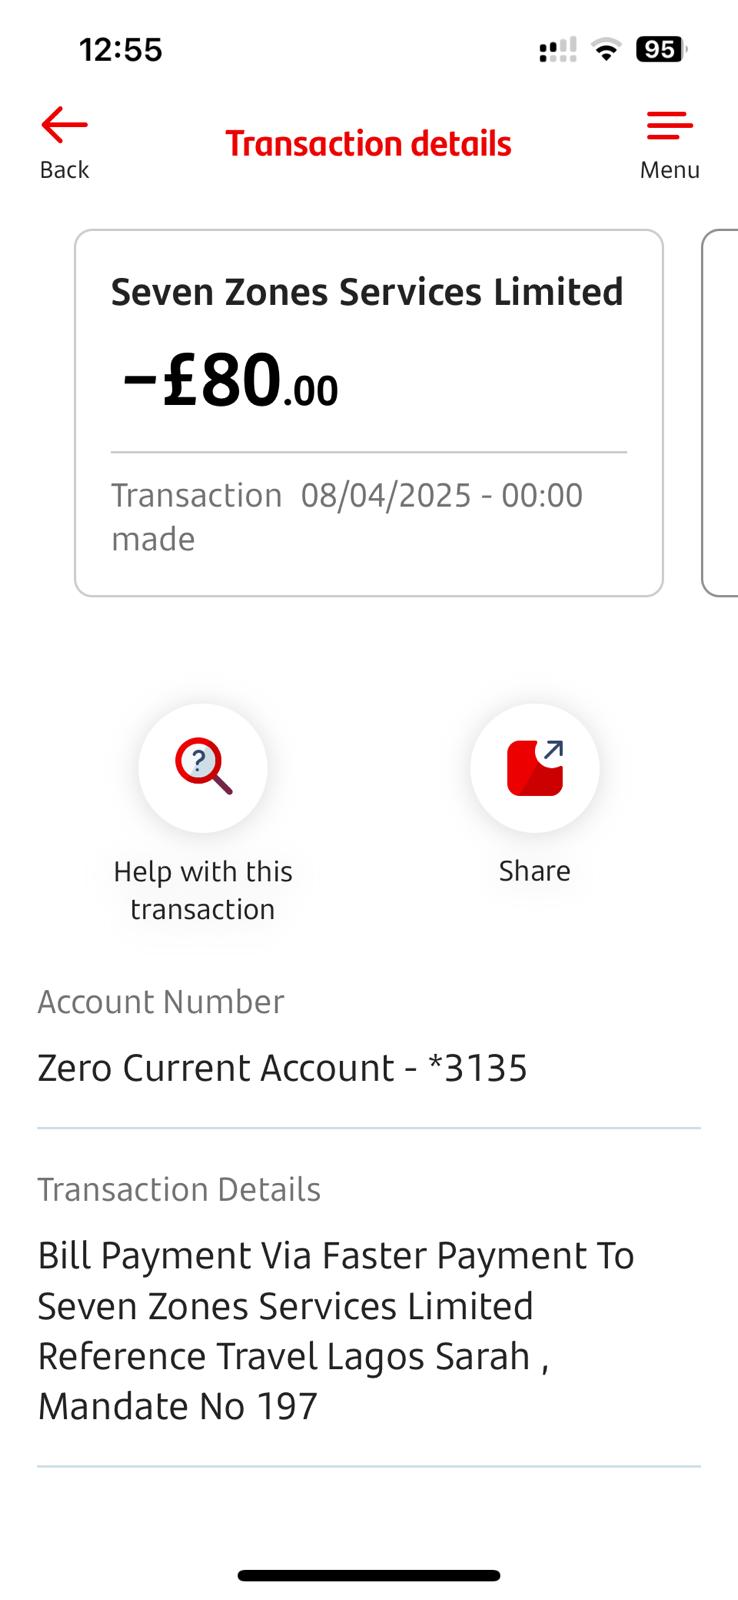 12:55
95
Back
Transaction details
Menu
Seven Zones Services Limited
−£80.00
Transaction 08/04/2025 - 00:00
made
?
Help with this
transaction
Share
Account Number
Zero Current Account - *3135
Transaction Details
Bill Payment Via Faster Payment To
Seven Zones Services Limited
Reference Travel Lagos Sarah ,
Mandate No 197